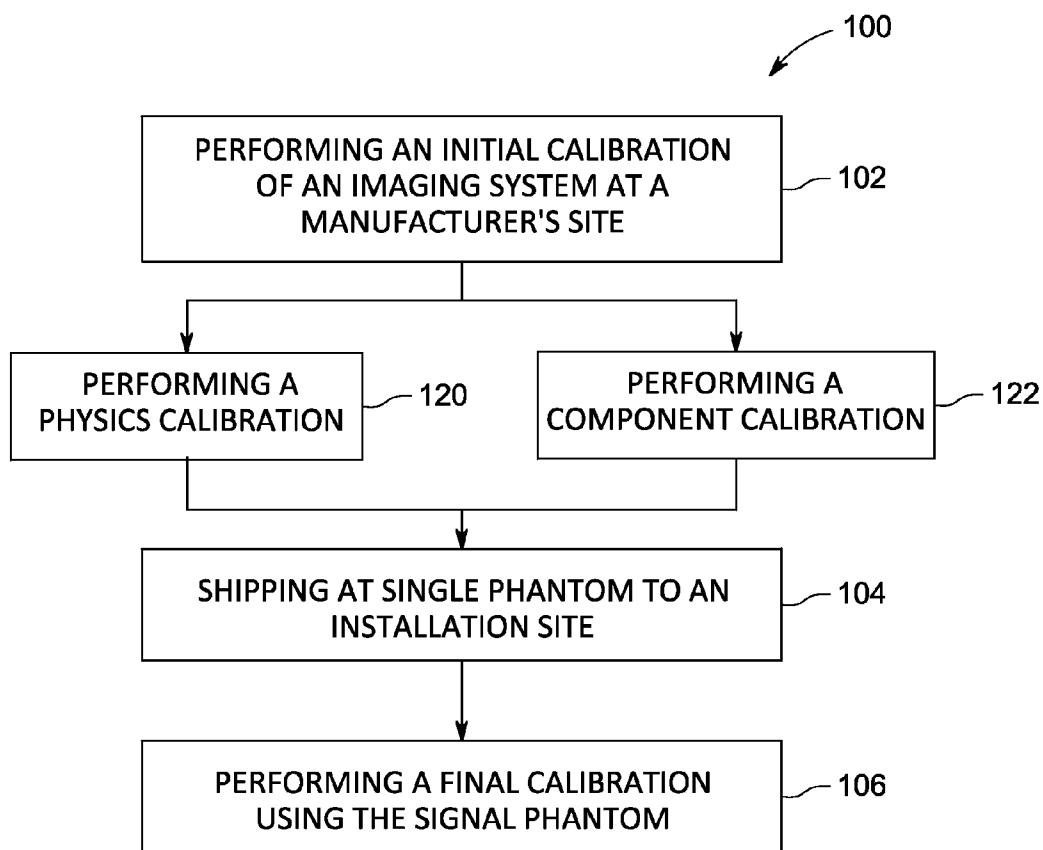 100
PERFORMING AN INITIAL CALIBRATION
OF AN IMAGING SYSTEM AT A
MANUFACTURER'S SITE
102
PERFORMING A
PHYSICS CALIBRATION
120
PERFORMING A
COMPONENT CALIBRATION
122
SHIPPING AT SINGLE PHANTOM TO AN
INSTALLATION SITE
104
PERFORMING A FINAL CALIBRATION
USING THE SIGNAL PHANTOM
106